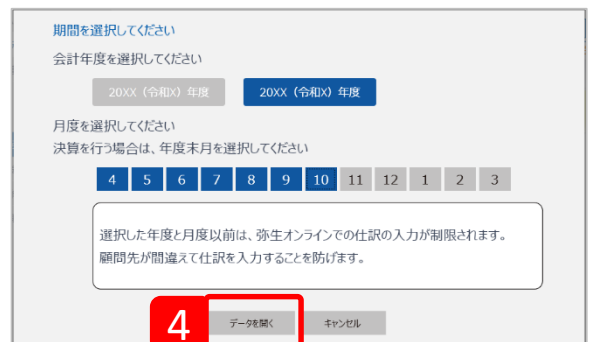 期間を選択してください
会計年度を選択してください
20XX（令和X）年度 20XX（令和X）年度
月度を選択してください
決算を行う場合は、年度末月を選択してください
4 5 6 7 8 9 10 11 12 1 2 3
選択した年度と月度以前は、弥生オンラインでの仕訳の入力が制限されます。
顧問先が間違えて仕訳を入力することを防げます。
4 データを開く キャンセル